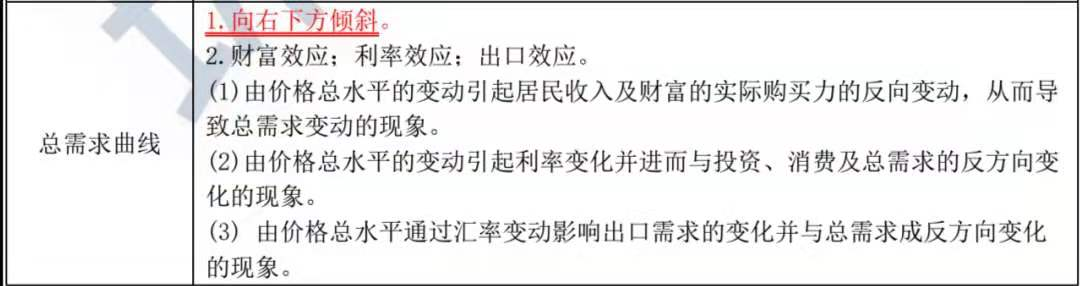 1.向右下方倾斜。
2.财富效应；利率效应；出口效应。
(1)由价格总水平的变动引起居民收入及财富的实际购买力的反向变动，从而导
致总需求变动的现象。
总需求曲线
(2)由价格总水平的变动引起利率变化并进而与投资、消费及总需求的反方向变
化的现象。
(3) 由价格总水平通过汇率变动影响出口需求的变化并与总需求成反方向变化
的现象。